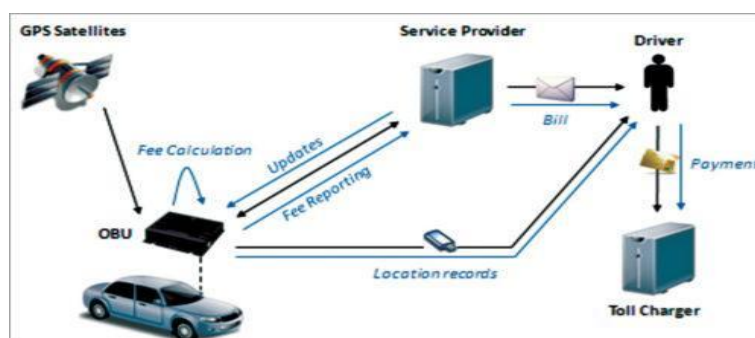 GPS Satellites
Service Provider
Driver
Fee Calculation
Updates
Fee Reporting
Bill
Payment
OBU
Location records
Toll Charger